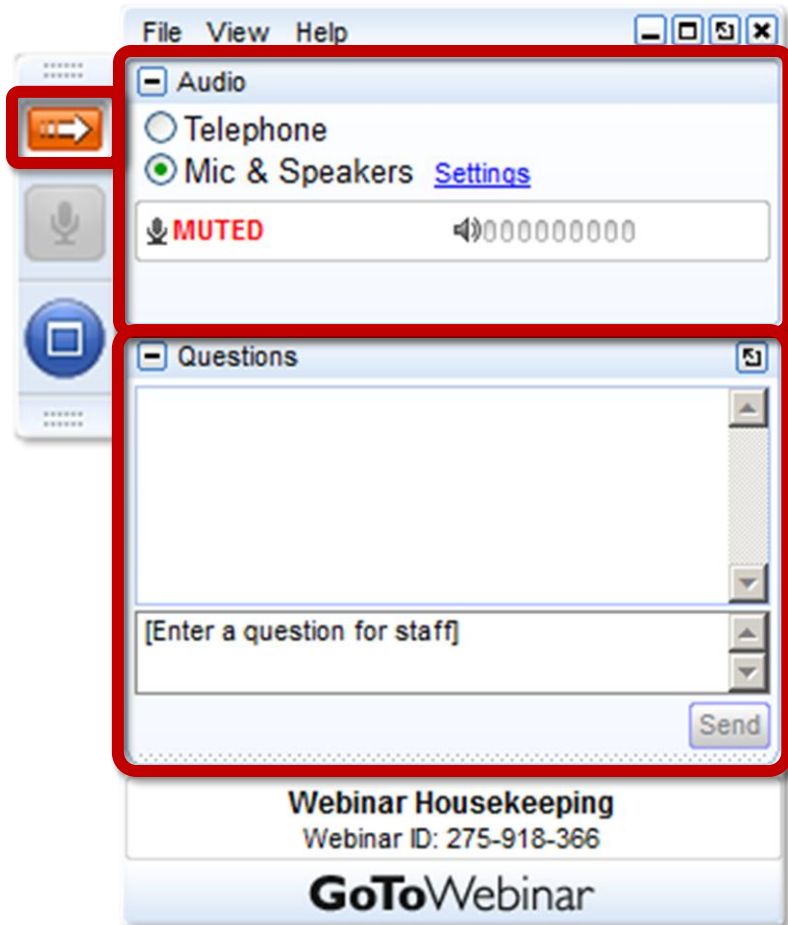 File View Help
Audio
Telephone
Mic & Speakers Settings
MUTED
Questions
[Enter a question for staff]
Send
Webinar Housekeeping
Webinar ID: 275-918-366
GoToWebinar